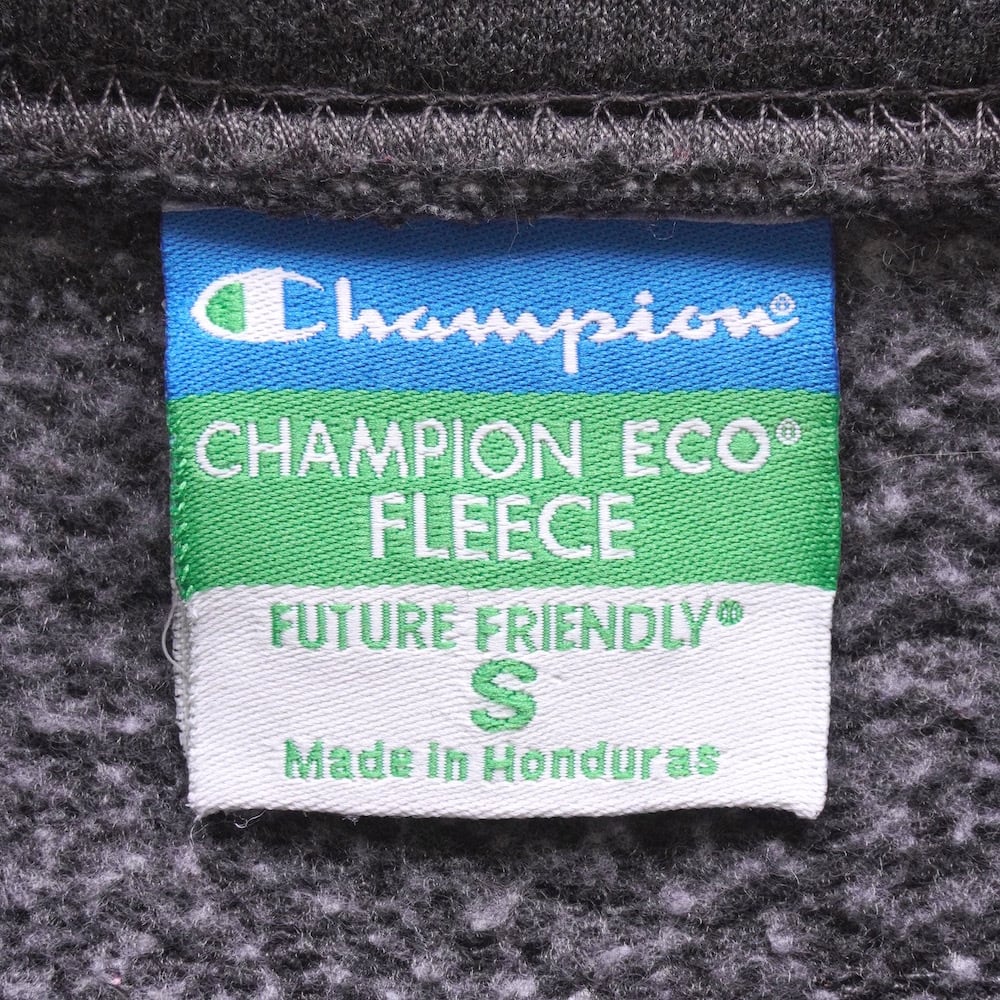 Champion®
CHAMPION ECO®
FLEECE
FUTURE FRIENDLY®
S
Made in Honduras